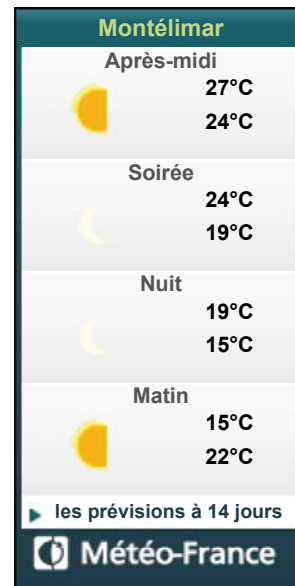 Montélimar
Après-midi
27°C
24°C
Soirée
24°C
19°C
Nuit
19°C
15°C
Matin
15°C
22°C
les prévisions à 14 jours
Météo-France